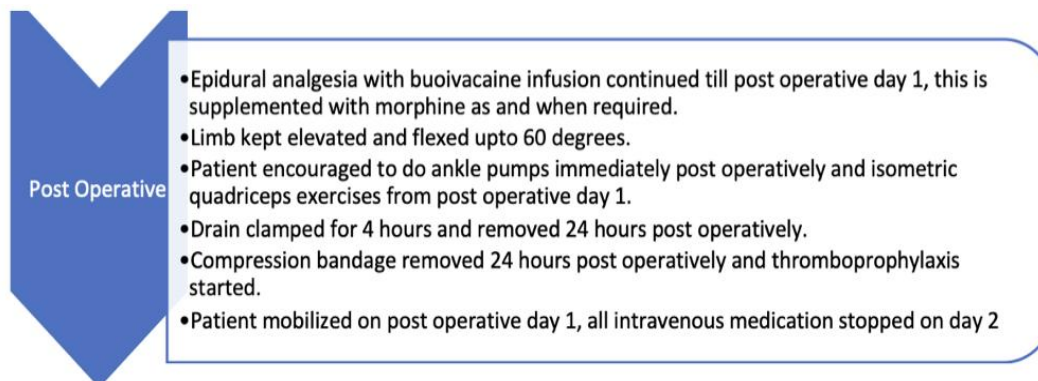 Post Operative
•Epidural analgesia with buoivacaine infusion continued till post operative day 1, this is
supplemented with morphine as and when required.
•Limb kept elevated and flexed upto 60 degrees.
•Patient encouraged to do ankle pumps immediately post operatively and isometric
quadriceps exercises from post operative day 1.
•Drain clamped for 4 hours and removed 24 hours post operatively.
•Compression bandage removed 24 hours post operatively and thromboprophylaxis
started.
•Patient mobilized on post operative day 1, all intravenous medication stopped on day 2